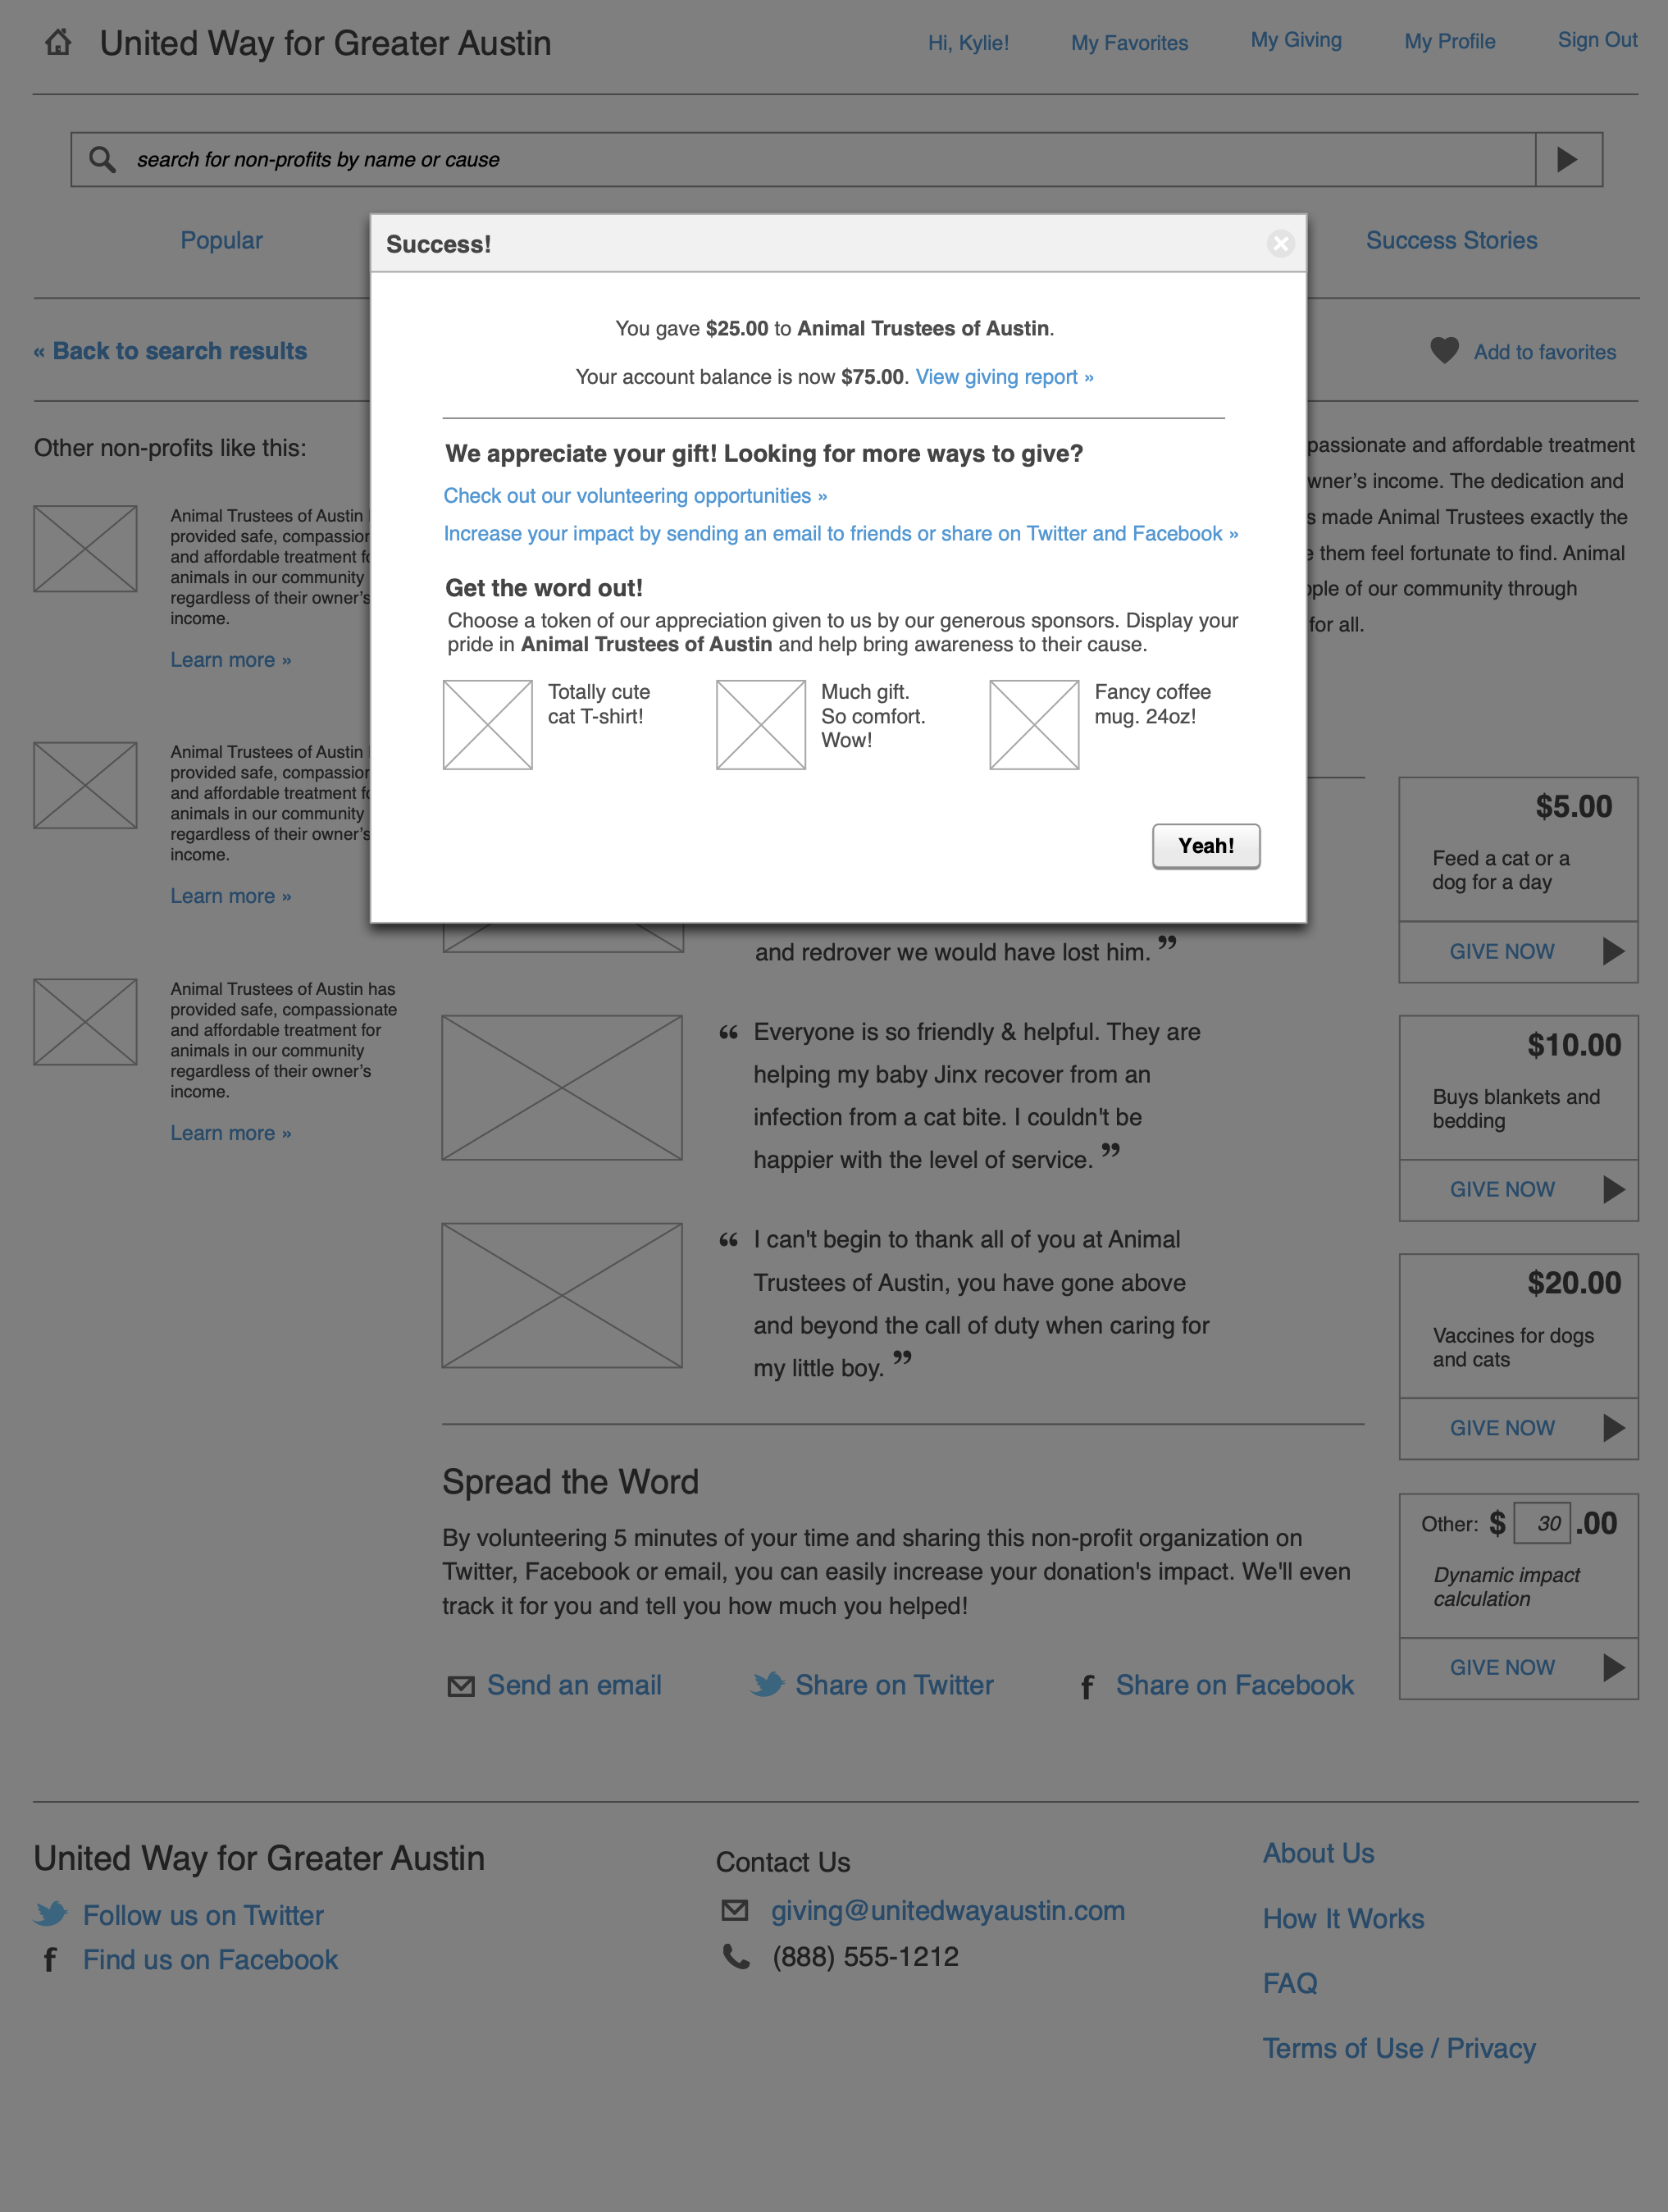 United Way for Greater Austin
Hi, Kylie!
My Favorites
My Giving
My Profile
Sign Out
search for non-profits by name or cause
Popular
Success Stories
« Back to search results
Add to favorites
Success!
You gave $25.00 to Animal Trustees of Austin.
Your account balance is now $75.00. View giving report »
We appreciate your gift! Looking for more ways to give?
Check out our volunteering opportunities »
Increase your impact by sending an email to friends or share on Twitter and Facebook »
Get the word out!
Choose a token of our appreciation given to us by our generous sponsors. Display your
pride in Animal Trustees of Austin and help bring awareness to their cause.
Totally cute
cat T-shirt!
Much gift.
So comfort.
Wow!
Fancy coffee
mug. 24oz!
Yeah!
Other non-profits like this:
Animal Trustees of Austin
provided safe, compassion
and affordable treatment fo
animals in our community
regardless of their owner's
income.
Learn more »
Animal Trustees of Austin
provided safe, compassion
and affordable treatment fo
animals in our community
regardless of their owner's
income.
Learn more »
Animal Trustees of Austin has
provided safe, compassionate
and affordable treatment for
animals in our community
regardless of their owner's
income.
Learn more »
passionate and affordable treatment
wner's income. The dedication and
s made Animal Trustees exactly the
e them feel fortunate to find. Animal
ople of our community through
for all.
and redrover we would have lost him. ”
“ Everyone is so friendly & helpful. They are
helping my baby Jinx recover from an
infection from a cat bite. I couldn't be
happier with the level of service. ”
“ I can't begin to thank all of you at Animal
Trustees of Austin, you have gone above
and beyond the call of duty when caring for
my little boy. ”
$5.00
Feed a cat or a
dog for a day
GIVE NOW
$10.00
Buys blankets and
bedding
GIVE NOW
$20.00
Vaccines for dogs
and cats
GIVE NOW
Other: $ 30 .00
Dynamic impact
calculation
GIVE NOW
Spread the Word
By volunteering 5 minutes of your time and sharing this non-profit organization on
Twitter, Facebook or email, you can easily increase your donation's impact. We'll even
track it for you and tell you how much you helped!
Send an email
Share on Twitter
f Share on Facebook
United Way for Greater Austin
Follow us on Twitter
f Find us on Facebook
Contact Us
giving@unitedwayaustin.com
(888) 555-1212
About Us
How It Works
FAQ
Terms of Use / Privacy